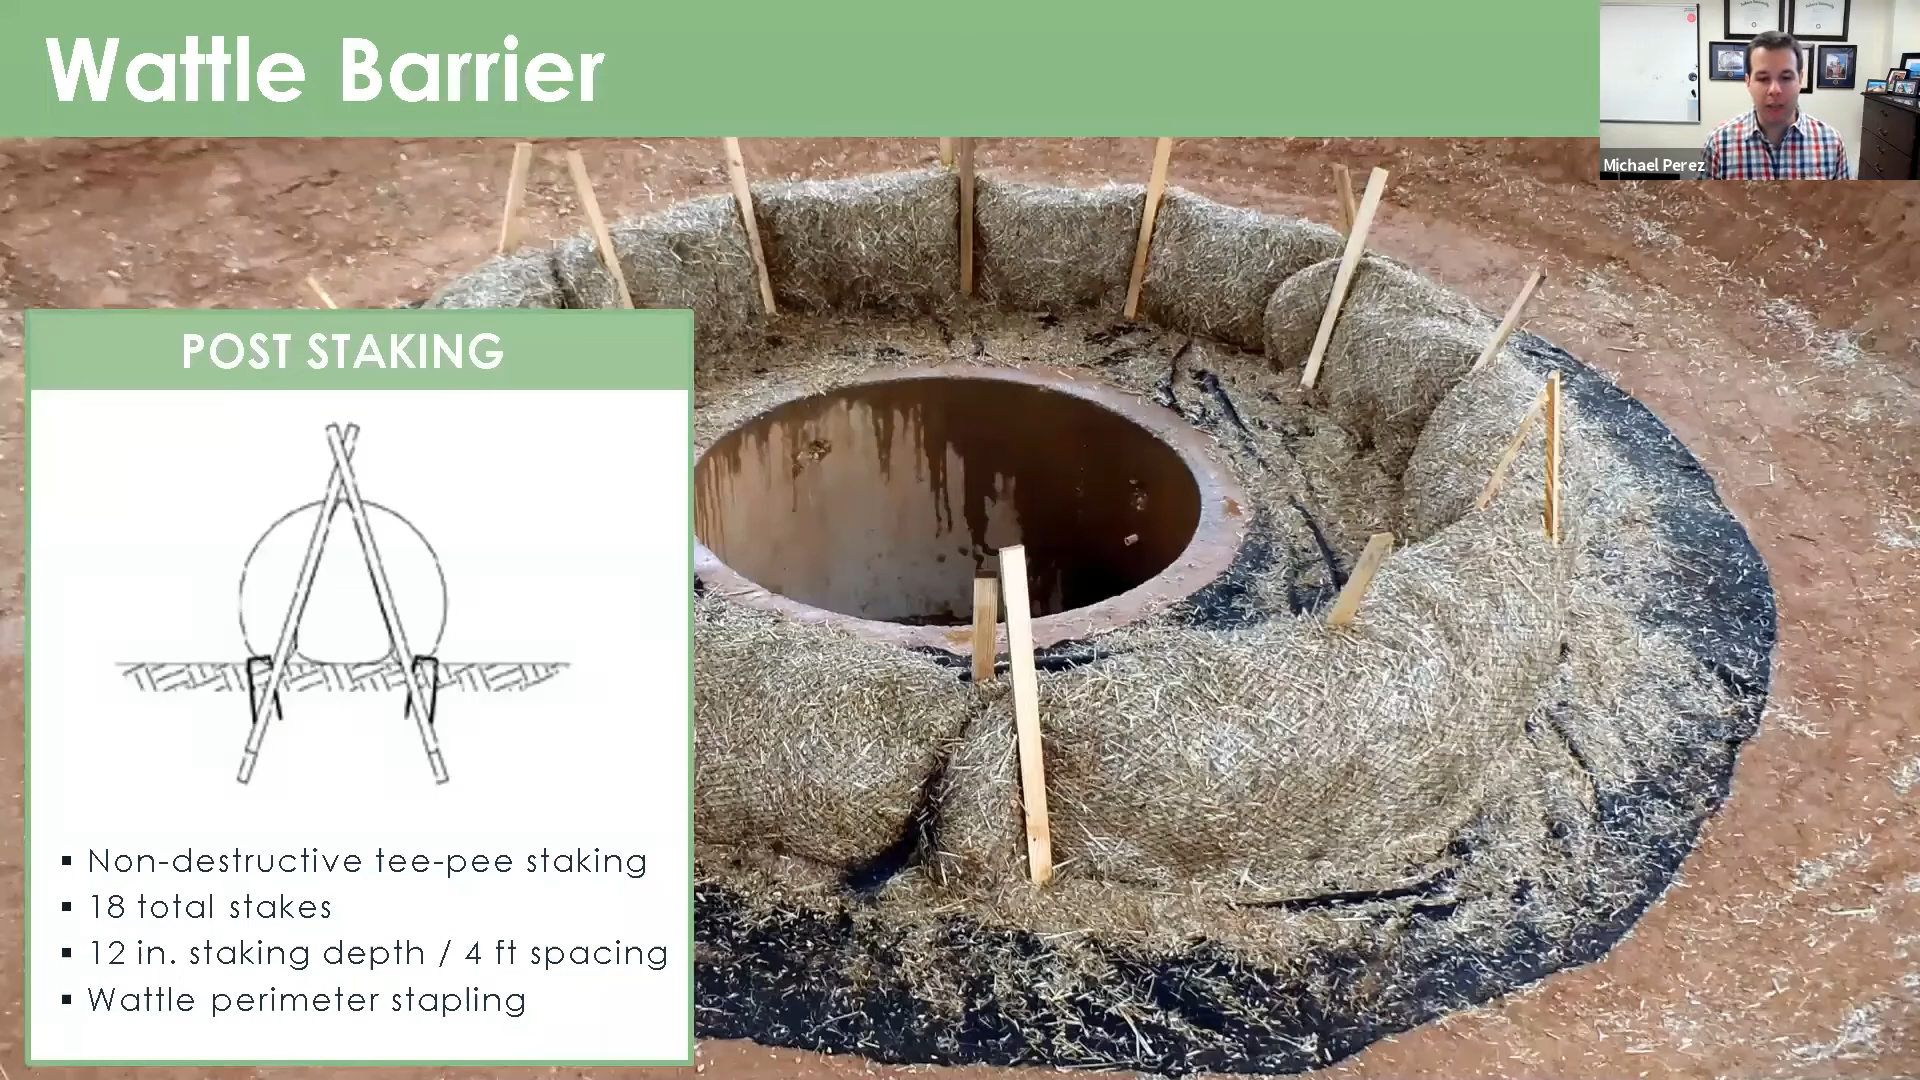 Wattle Barrier
Michael Perez
POST STAKING
▪ Non-destructive tee-pee staking
▪ 18 total stakes
▪ 12 in. staking depth / 4 ft spacing
▪ Wattle perimeter stapling